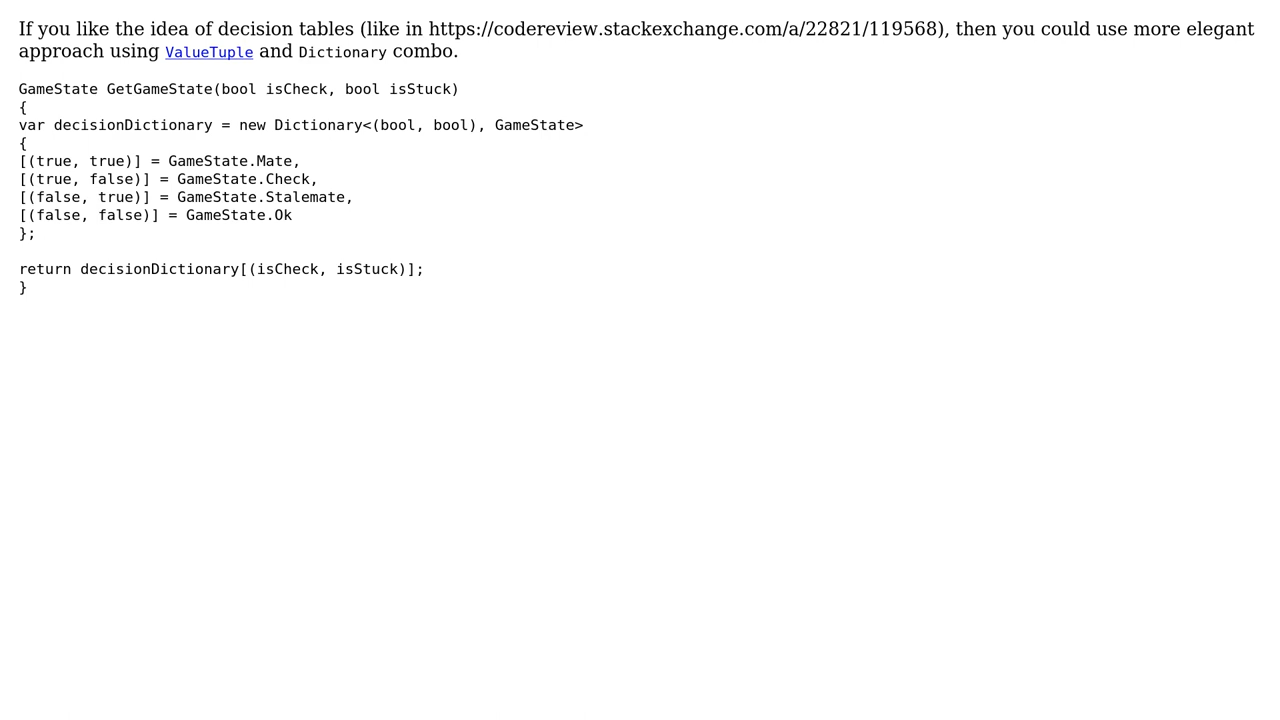 If you like the idea of decision tables (like in https://codereview.stackexchange.com/a/22821/119568), then you could use more elegant
approach using ValueTuple and Dictionary combo.
GameState GetGameState(bool isCheck, bool isStuck)
{
var decisionDictionary = new Dictionary<(bool, bool), GameState>
{
[(true, true)] = GameState.Mate,
[(true, false)] = GameState.Check,
[(false, true)] = GameState.Stalemate,
[(false, false)] = GameState.Ok
};
return decisionDictionary[(isCheck, isStuck)];
}